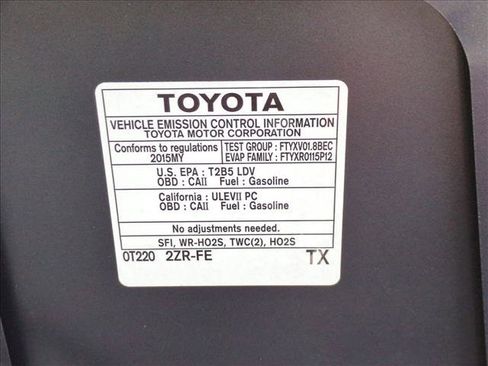 TOYOTA
VEHICLE EMISSION CONTROL INFORMATION
TOYOTA MOTOR CORPORATION
Conforms to regulations 2015MY
TEST GROUP : FTYXV01.8BEC
EVAP FAMILY : FTYXR0115P12
U.S. EPA : T2B5 LDV
OBD : CAII Fuel : Gasoline
California : ULEVII PC
OBD : CAII Fuel : Gasoline
No adjustments needed.
SFI, WR-HO2S, TWC(2), HO2S
0T220 2ZR-FE TX